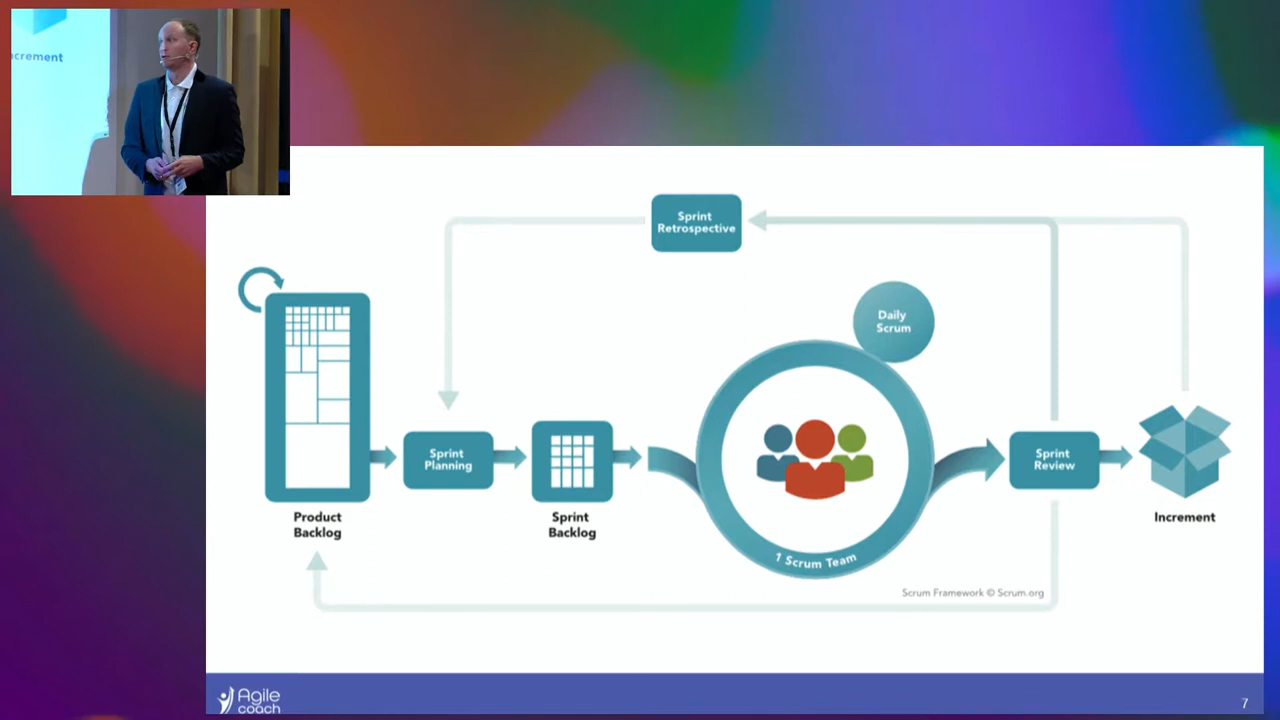 crement
Sprint
Retrospective
Daily
Scrum
Sprint
Planning
Sprint
Review
Product
Backlog
Sprint
Backlog
1 Scrum Team
Increment
Scrum Framework © Scrum.org
Agile
coach
7